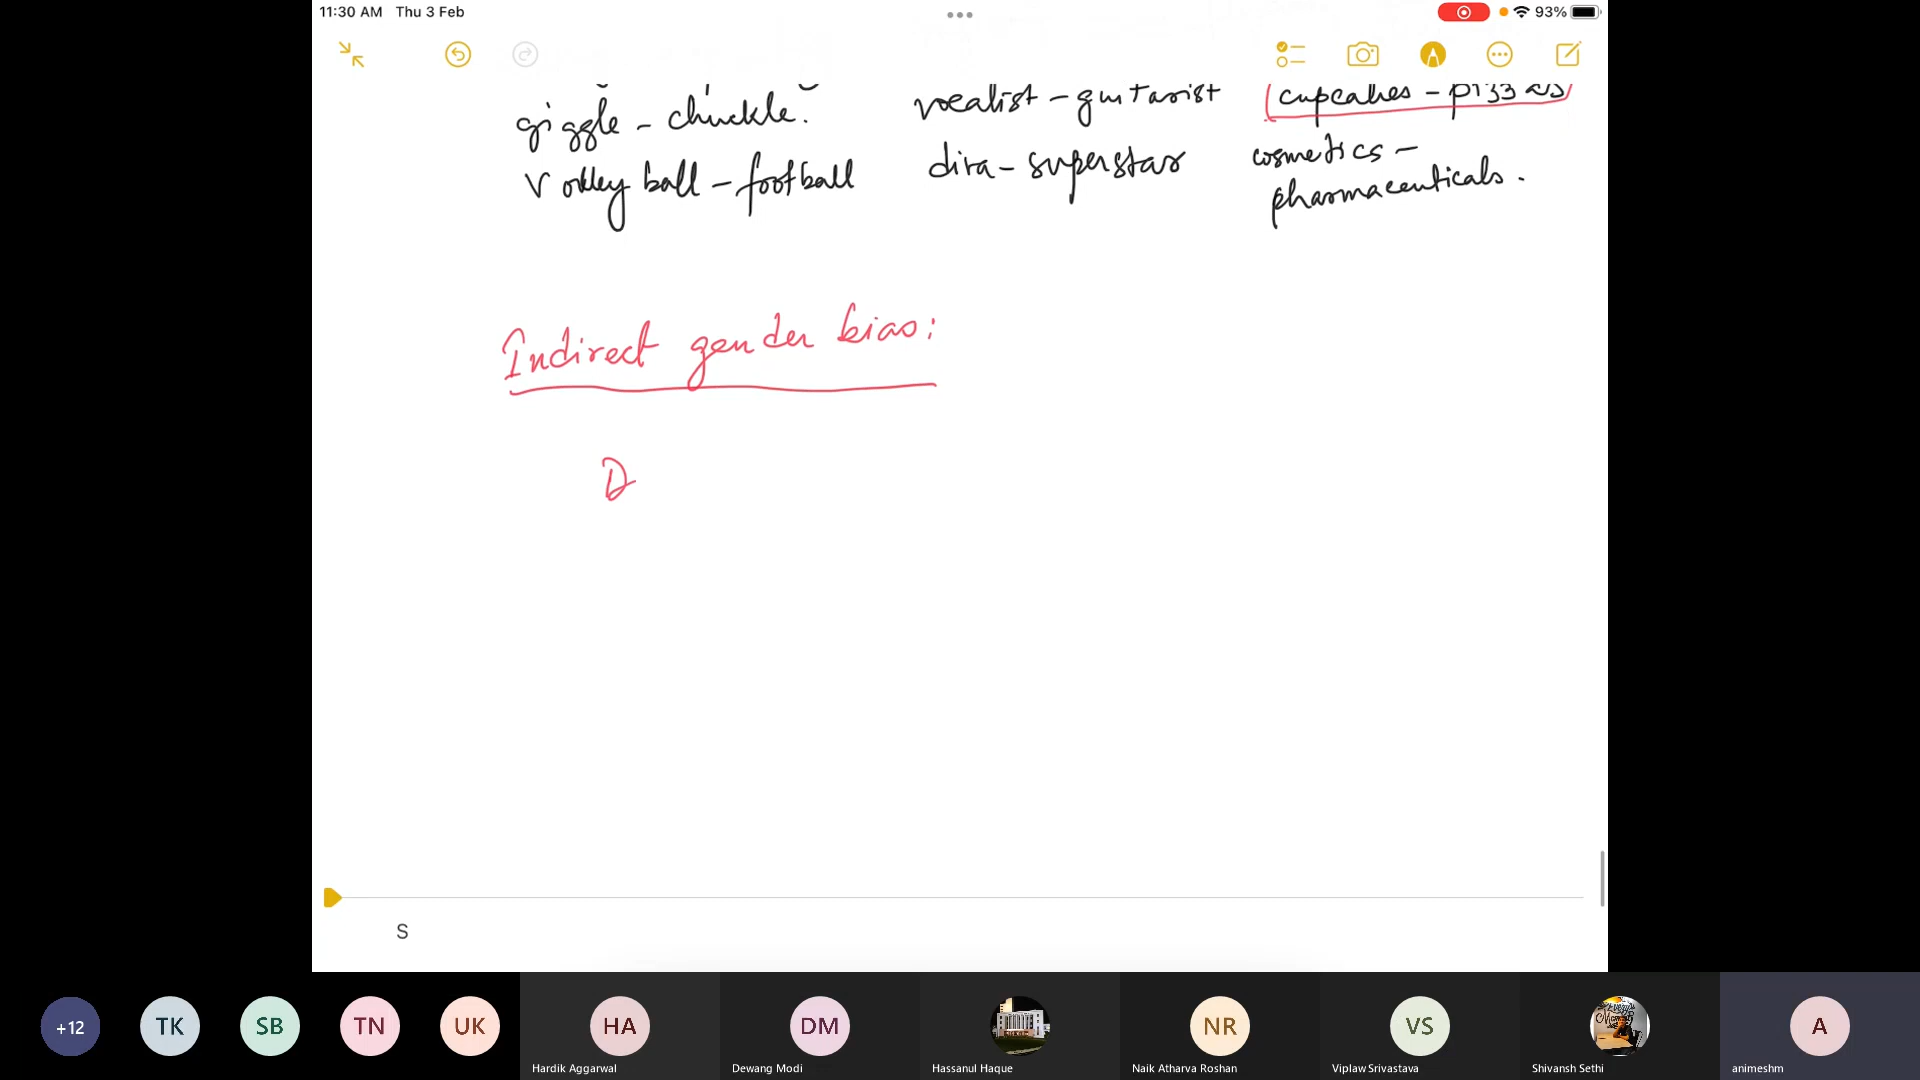 11:30 AM Thu 3 Feb
93%
giggle - chuckle.
vocalist - guitarist
cupcakes - pizzas
Volley ball - football
diva - superstar
cosmetics -
pharmaceuticals.
Indirect gender bias:
D
S
+12
TK
SB
TN
UK
HA
DM
NR
VS
A
Hardik Aggarwal
Dewang Modi
Hassanul Haque
Naik Atharva Roshan
Viplaw Srivastava
Shivansh Sethi
animeshm